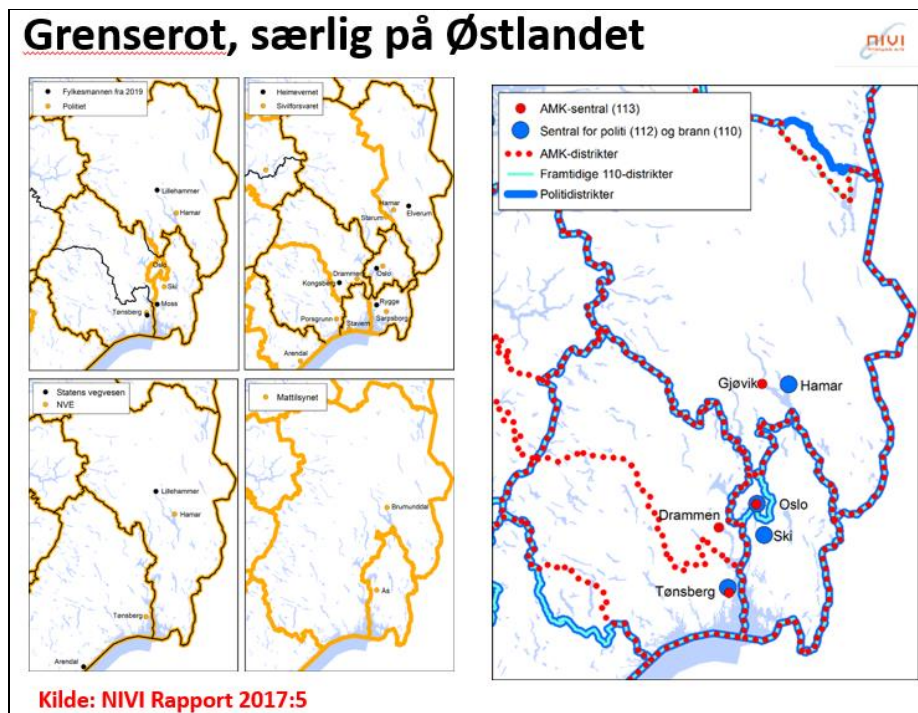 Grenserot, særlig på Østlandet
NIVI
Fylkesmannen fra 2019
Politiet
Lillehammer
Hamar
Oslo
Ski
Moss
Tønsberg
Heimevernet
Sivilforsvaret
Hamar
Elverum
Starum
Oslo
Drammen
Kongsberg
Rygge
Porsgrunn
Stavern
Sarpsborg
Arendal
Statens vegvesen
NVE
Lillehammer
Hamar
Tønsberg
Arendal
Mattilsynet
Brumunddal
Ås
AMK-sentral (113)
Sentral for politi (112) og brann (110)
AMK-distrikter
Framtidige 110-distrikter
Politidistrikter
Gjøvik
Hamar
Drammen
Oslo
Ski
Tønsberg
Kilde: NIVI Rapport 2017:5